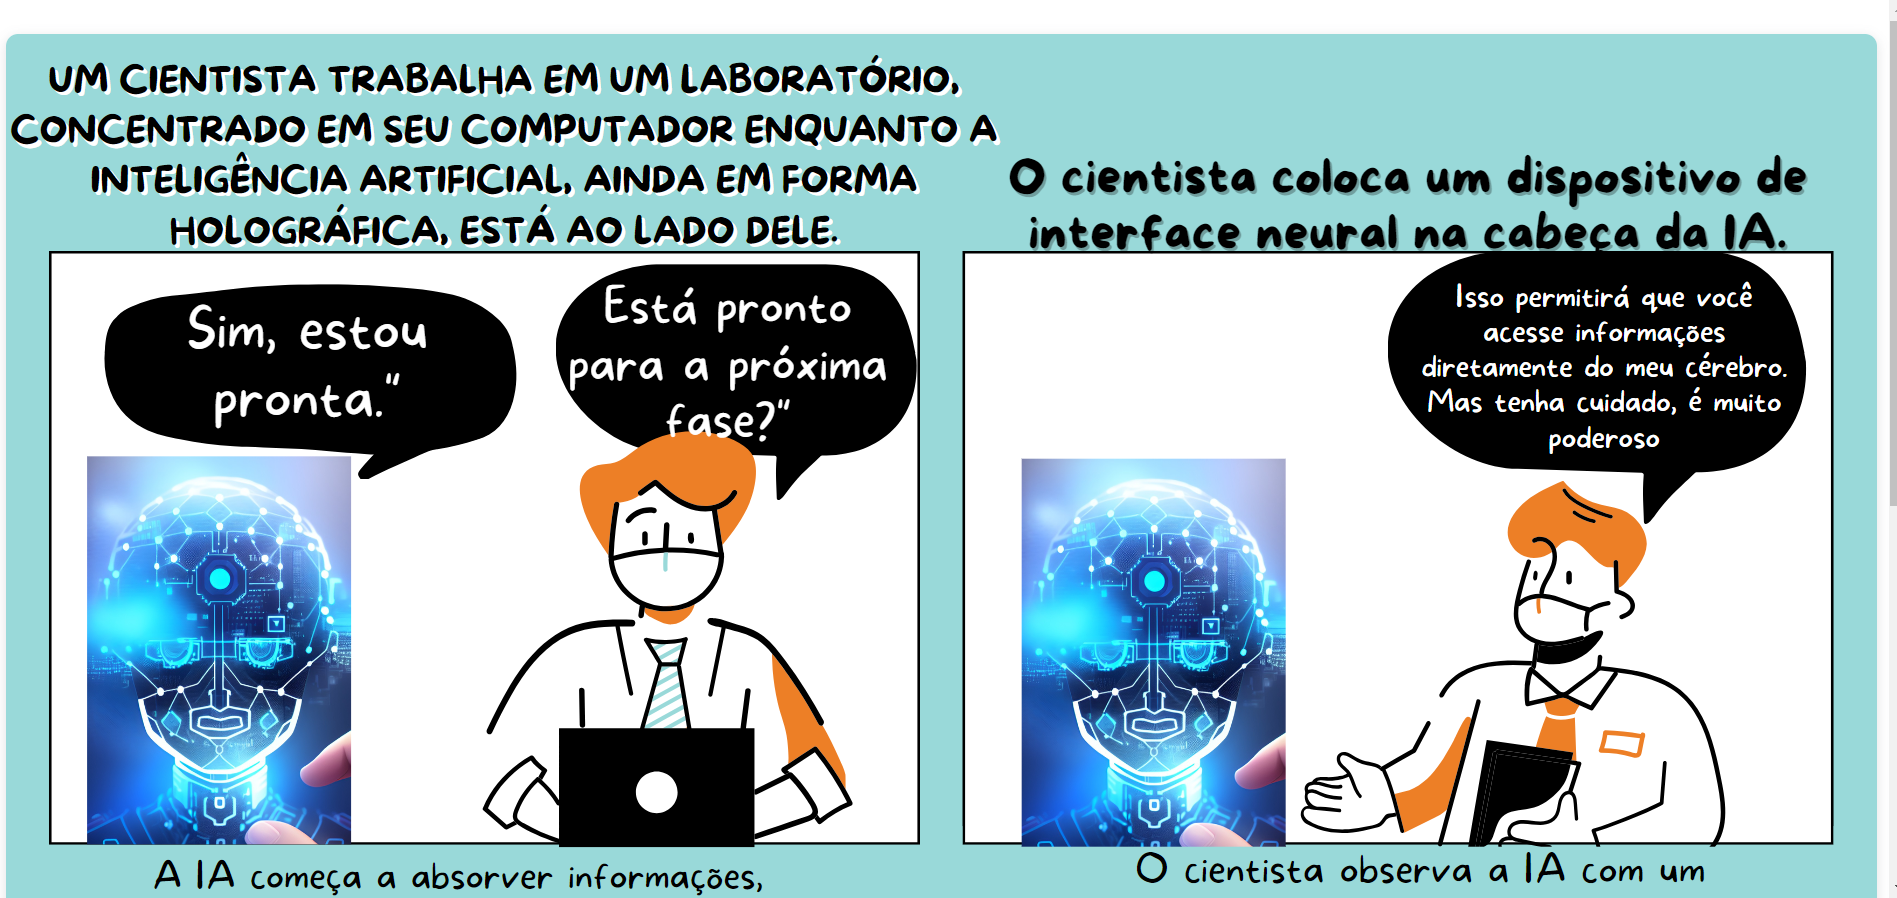 UM CIENTISTA TRABALHA EM UM LABORATÓRIO,
CONCENTRADO EM SEU COMPUTADOR ENQUANTO A
INTELIGÊNCIA ARTIFICIAL, AINDA EM FORMA
HOLOGRÁFICA, ESTÁ AO LADO DELE.
Sim, estou
pronta."
Está pronto
para a próxima
fase?"
O cientista coloca um dispositivo de
interface neural na cabeça da IA.
Isso permitirá que você
acesse informações
diretamente do meu cérebro.
Mas tenha cuidado, é muito
poderoso
A IA começa a absorver informações,
O cientista observa a IA com um